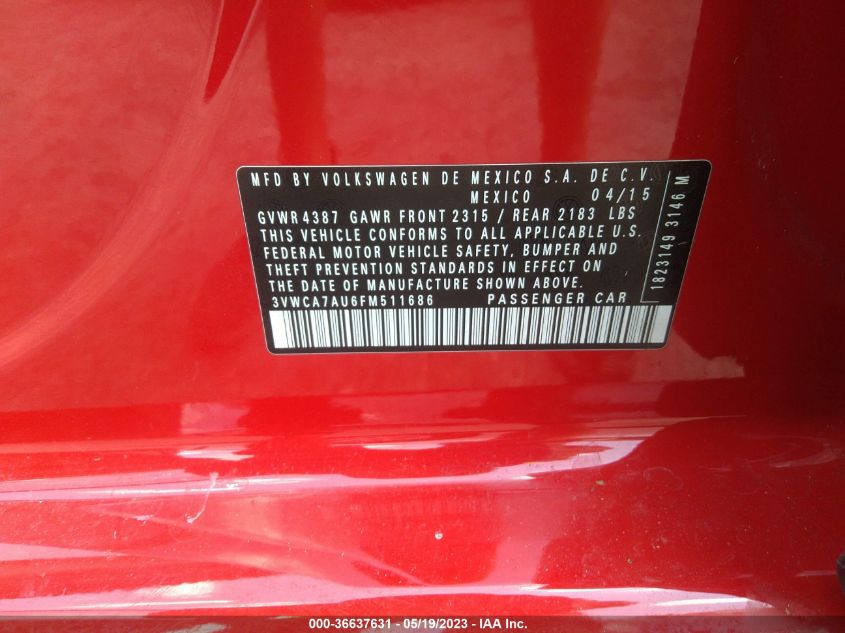 MFD BY VOLKSWAGEN DE MEXICO S.A. DE C.V.
MEXICO 04/15
GVWR 4387 GAWR FRONT 2315 / REAR 2183 LBS
THIS VEHICLE CONFORMS TO ALL APPLICABLE U.S.
FEDERAL MOTOR VEHICLE SAFETY, BUMPER AND
THEFT PREVENTION STANDARDS IN EFFECT ON
THE DATE OF MANUFACTURE SHOWN ABOVE.
3VWCA7AU6FM511686 PASSENGER CAR
1823149 3146 M
000-36637631 - 05/19/2023 - IAA Inc.